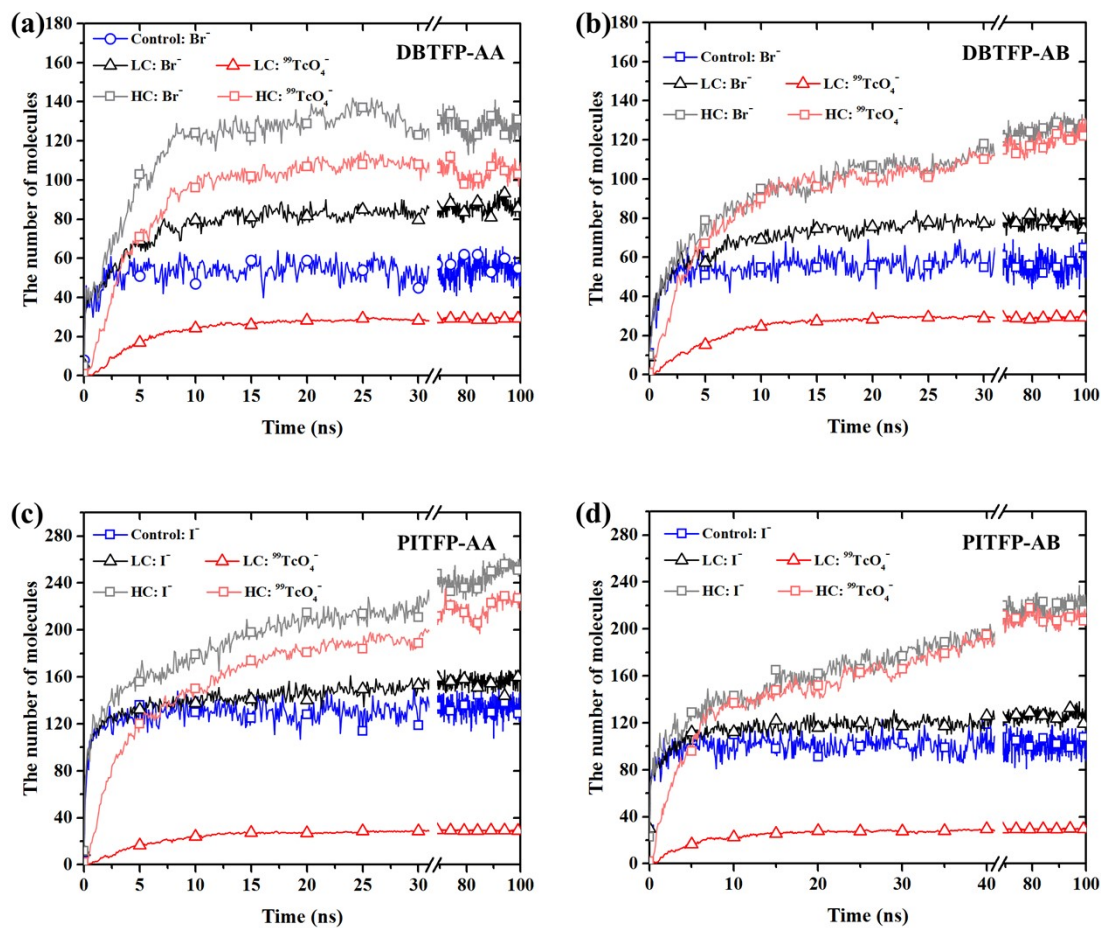 (a)
DBTFP-AA
Control: Br⁻
LC: Br⁻ LC: ⁹⁹TcO₄⁻
HC: Br⁻ HC: ⁹⁹TcO₄⁻
The number of molecules
180
160
140
120
100
80
60
40
20
0
0 5 10 15 20 25 30 80 100
Time (ns)
(b)
DBTFP-AB
Control: Br⁻
LC: Br⁻ LC: ⁹⁹TcO₄⁻
HC: Br⁻ HC: ⁹⁹TcO₄⁻
The number of molecules
180
160
140
120
100
80
60
40
20
0
0 5 10 15 20 25 30 80 100
Time (ns)
(c)
PITFP-AA
Control: I⁻
LC: I⁻ LC: ⁹⁹TcO₄⁻
HC: I⁻ HC: ⁹⁹TcO₄⁻
The number of molecules
280
240
200
160
120
80
40
0
0 5 10 15 20 25 30 80 100
Time (ns)
(d)
PITFP-AB
Control: I⁻
LC: I⁻ LC: ⁹⁹TcO₄⁻
HC: I⁻ HC: ⁹⁹TcO₄⁻
The number of molecules
280
240
200
160
120
80
40
0
0 10 20 30 40 80 100
Time (ns)